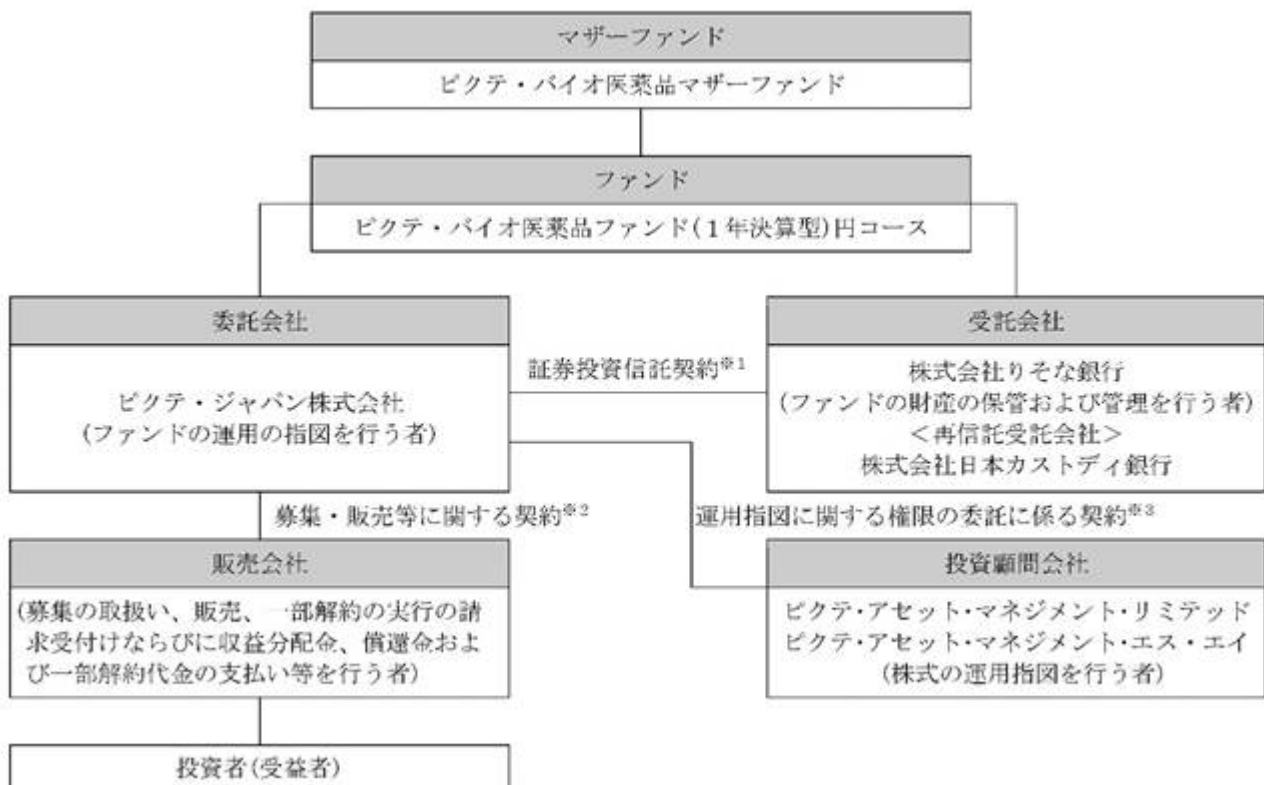 マザーファンド
ピクテ・バイオ医薬品マザーファンド
ファンド
ピクテ・バイオ医薬品ファンド(1年決算型)円コース
委託会社
ピクテ・ジャパン株式会社
(ファンドの運用の指図を行う者)
証券投資信託契約※1
受託会社
株式会社りそな銀行
(ファンドの財産の保管および管理を行う者)
<再信託受託会社>
株式会社日本カストディ銀行
募集・販売等に関する契約※2
運用指図に関する権限の委託に係る契約※3
販売会社
(募集の取扱い、販売、一部解約の実行の請
求受付けならびに収益分配金、償還金およ
び一部解約代金の支払い等を行う者)
投資顧問会社
ピクテ・アセット・マネジメント・リミテッド
ピクテ・アセット・マネジメント・エス・エイ
(株式の運用指図を行う者)
投資者(受益者)